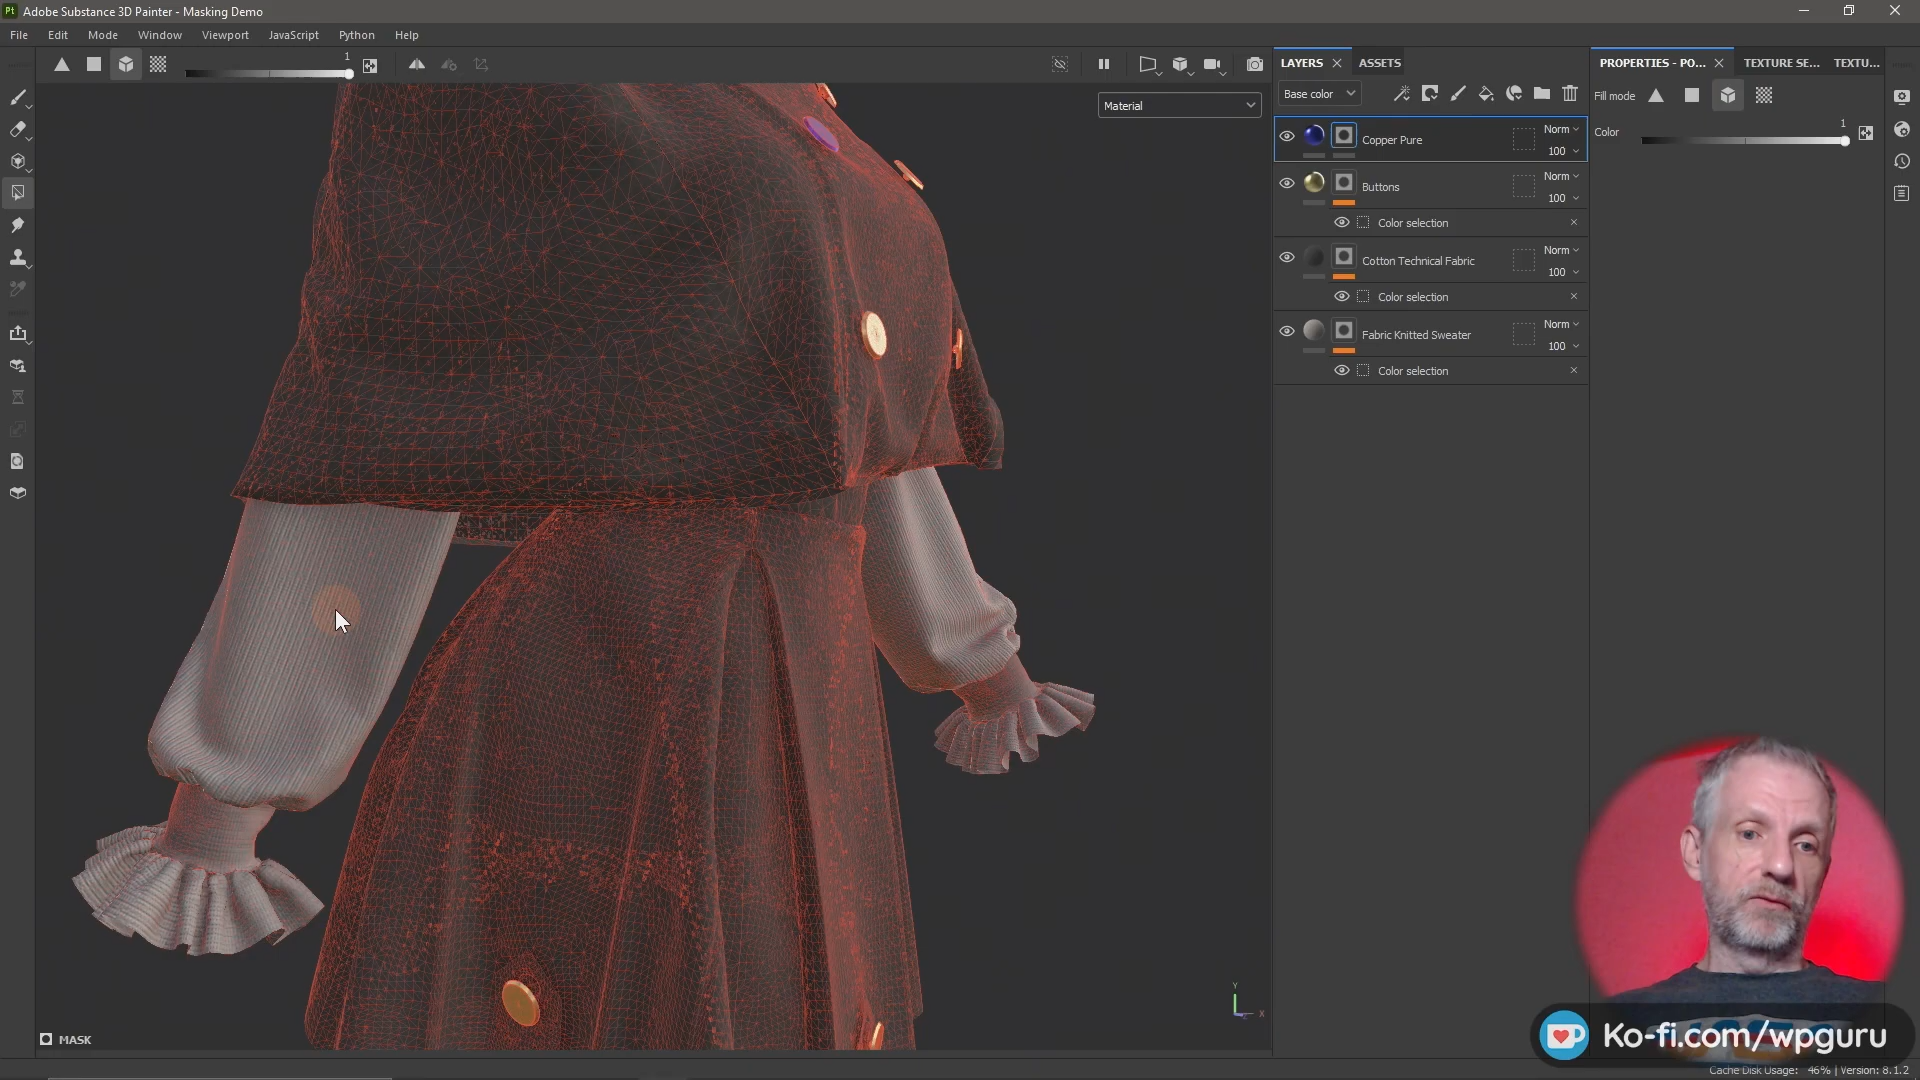 Pt Adobe Substance 3D Painter - Masking Demo
File Edit Mode Window Viewport JavaScript Python Help
1
Material
LAYERS ASSETS
Base color
Copper Pure Norm 100
Buttons Norm 100
Color selection
Cotton Technical Fabric Norm 100
Color selection
Fabric Knitted Sweater Norm 100
Color selection
PROPERTIES - PO... TEXTURE SE... TEXTU...
Fill mode
Color 1
Y
X
MASK
Ko-fi.com/wpguru
Cache Disk Usage: 46% | Version: 8.1.2